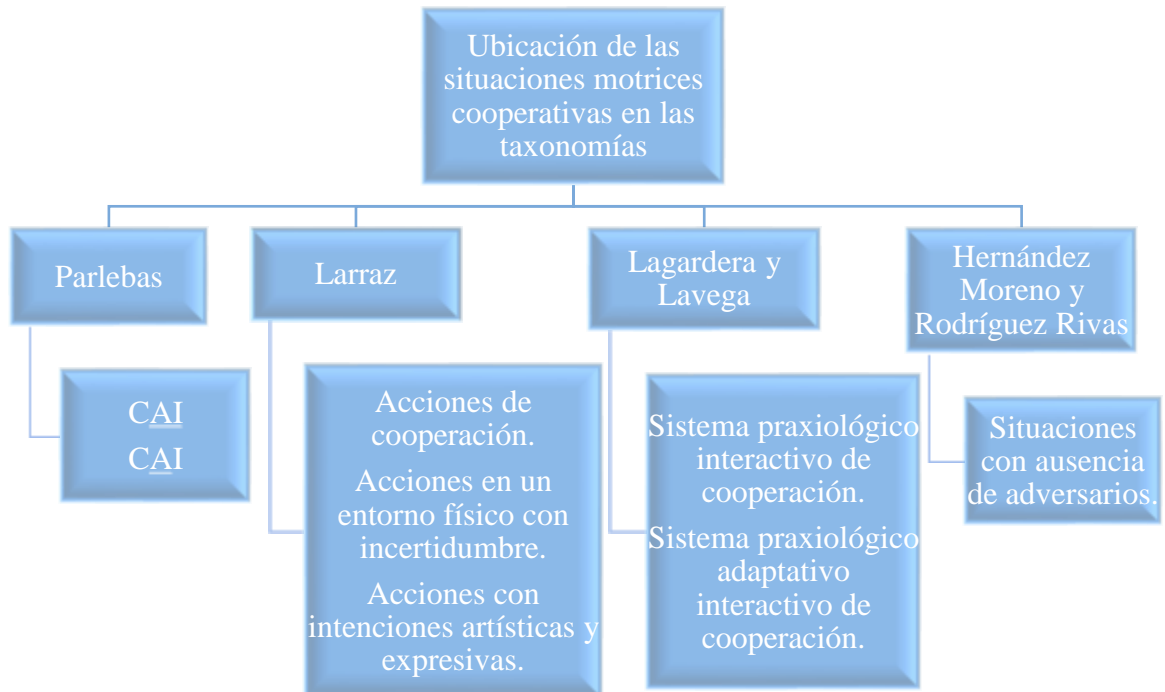 Ubicación de las
situaciones motrices
cooperativas en las
taxonomías
Parlebas
CAI
CAI
Larraz
Acciones de
cooperación.
Acciones en un
entorno físico con
incertidumbre.
Acciones con
intenciones artísticas y
expresivas.
Lagardera y
Lavega
Sistema praxiológico
interactivo de
cooperación.
Sistema praxiológico
adaptativo
interactivo de
cooperación.
Hernández
Moreno y
Rodríguez Rivas
Situaciones
con ausencia
de adversarios.